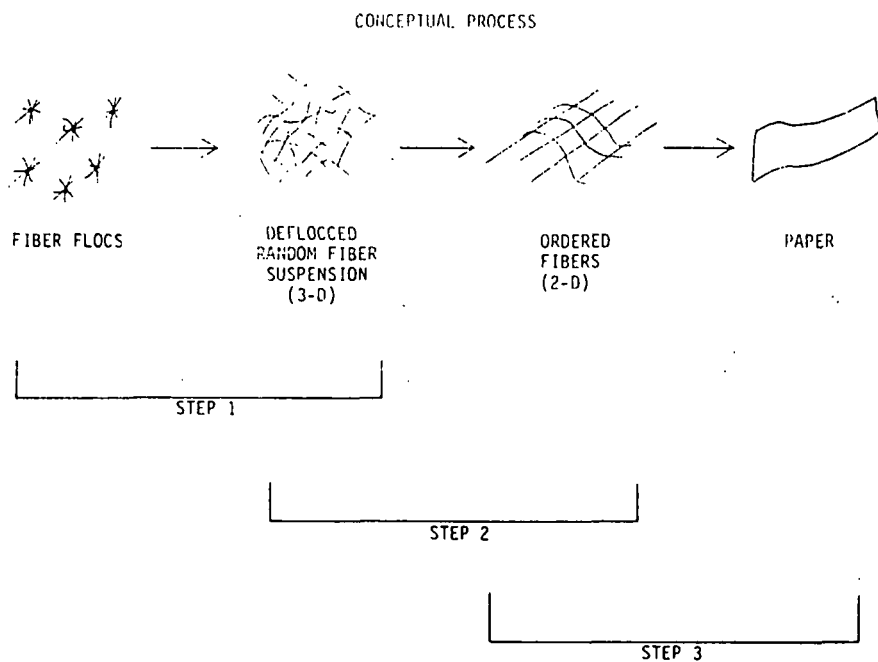 CONCEPTUAL PROCESS
FIBER FLOCS
DEFLOCCED
RANDOM FIBER
SUSPENSION
(3-D)
ORDERED
FIBERS
(2-D)
PAPER
STEP 1
STEP 2
STEP 3